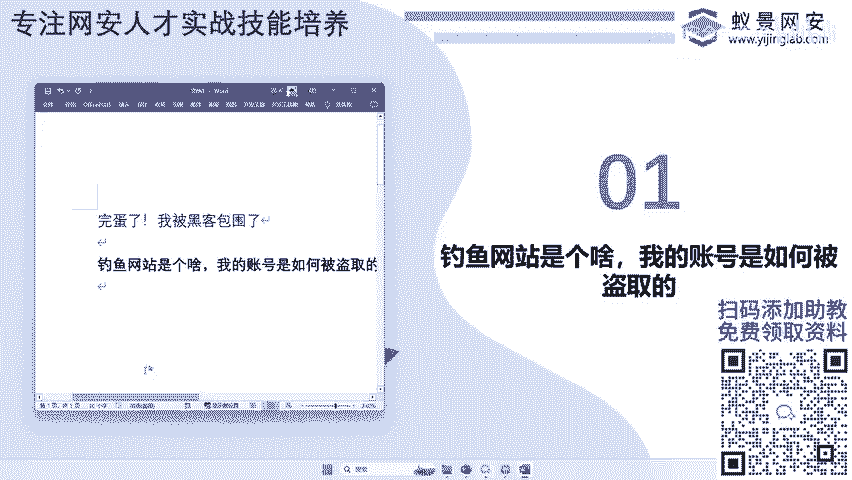 专注网安人才实战技能培养
蚁景网安
www.yijinglab.com
Word
完蛋了！我被黑客包围了
钓鱼网站是个啥，我的账号是如何被盗取的
01
钓鱼网站是个啥，我的账号是如何被
盗取的
扫码添加助教
免费领取资料
搜索